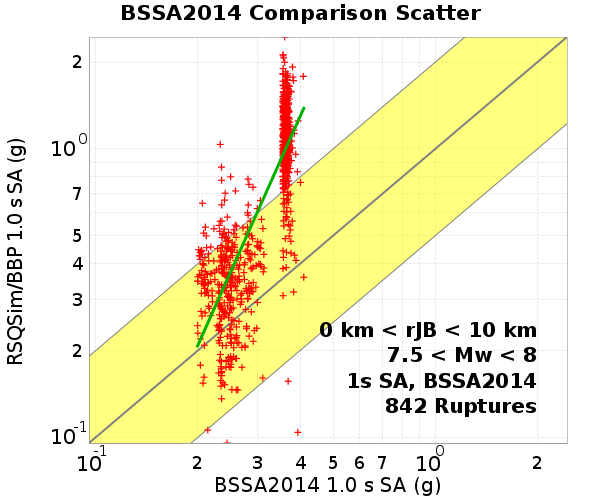 BSSA2014 Comparison Scatter
RSQSim/BBP 1.0 s SA (g)
2
10^0
7
5
4
3
2
10^-1
0 km < rJB < 10 km
7.5 < Mw < 8
1s SA, BSSA2014
842 Ruptures
10^-1 2 3 4 5 6 7 10^0 2
BSSA2014 1.0 s SA (g)